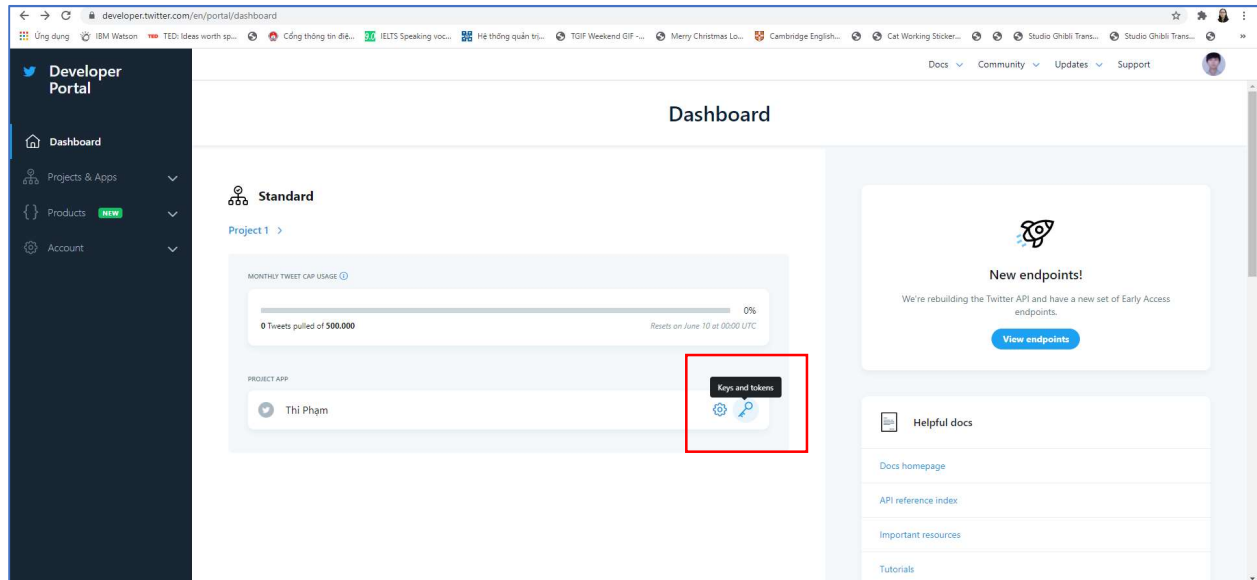 developer.twitter.com/en/portal/dashboard
Ứng dụng IBM Watson TED TED: Ideas worth sp... Cổng thông tin điệ... 9.0 IELTS Speaking voc... Hệ thống quản trị... TGIF Weekend GIF -... Merry Christmas Lo... Cambridge English... Cat Working Sticker... Studio Ghibli Trans... Studio Ghibli Trans... »
Developer
Portal
Docs Community Updates Support
Dashboard
Dashboard
Projects & Apps
Products NEW
Account
Standard
Project 1 >
MONTHLY TWEET CAP USAGE
0%
0 Tweets pulled of 500.000 Resets on June 10 at 00:00 UTC
PROJECT APP
Keys and tokens
Thi Phạm
New endpoints!
We're rebuilding the Twitter API and have a new set of Early Access
endpoints.
View endpoints
Helpful docs
Docs homepage
API reference index
Important resources
Tutorials